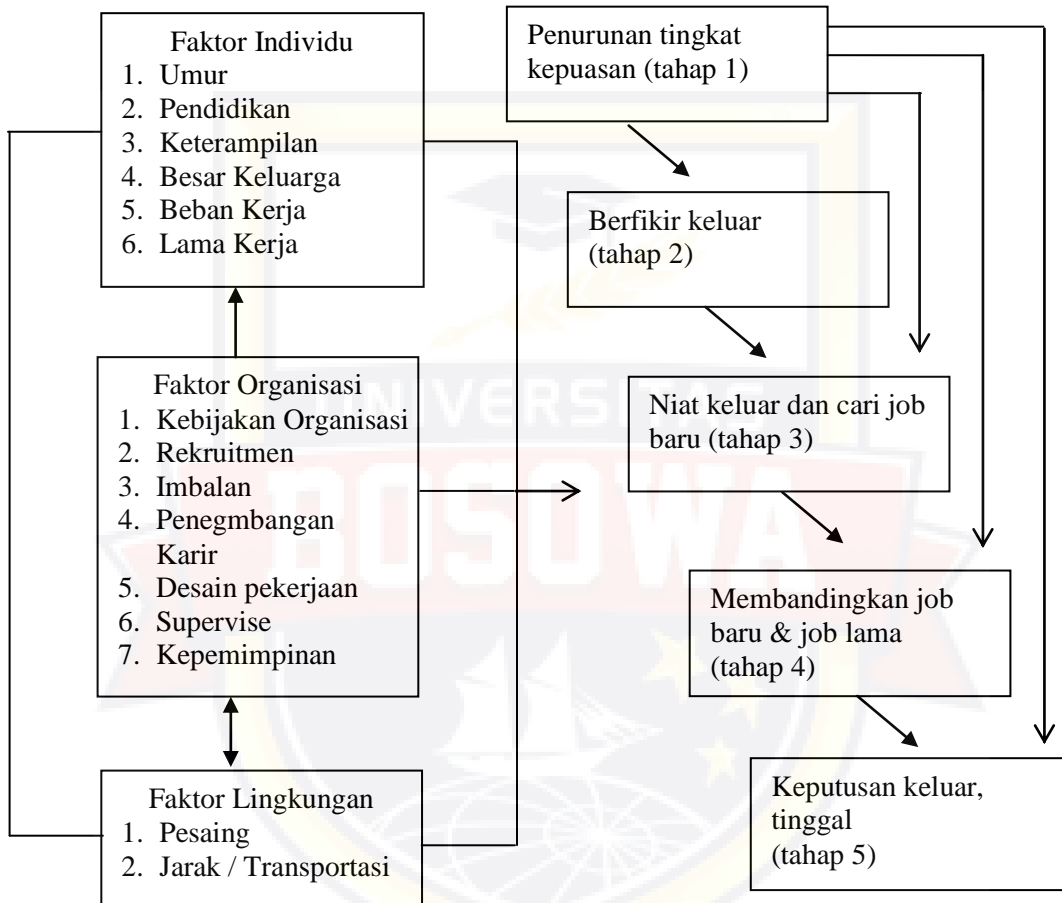 Faktor Individu
1. Umur
2. Pendidikan
3. Keterampilan
4. Besar Keluarga
5. Beban Kerja
6. Lama Kerja
Faktor Organisasi
1. Kebijakan Organisasi
2. Rekruitmen
3. Imbalan
4. Penegmbangan
Karir
5. Desain pekerjaan
6. Supervise
7. Kepemimpinan
Faktor Lingkungan
1. Pesaing
2. Jarak / Transportasi
Penurunan tingkat
kepuasan (tahap 1)
Berfikir keluar
(tahap 2)
Niat keluar dan cari job
baru (tahap 3)
Membandingkan job
baru & job lama
(tahap 4)
Keputusan keluar,
tinggal
(tahap 5)
UNIVERSITAS
BOSOWA